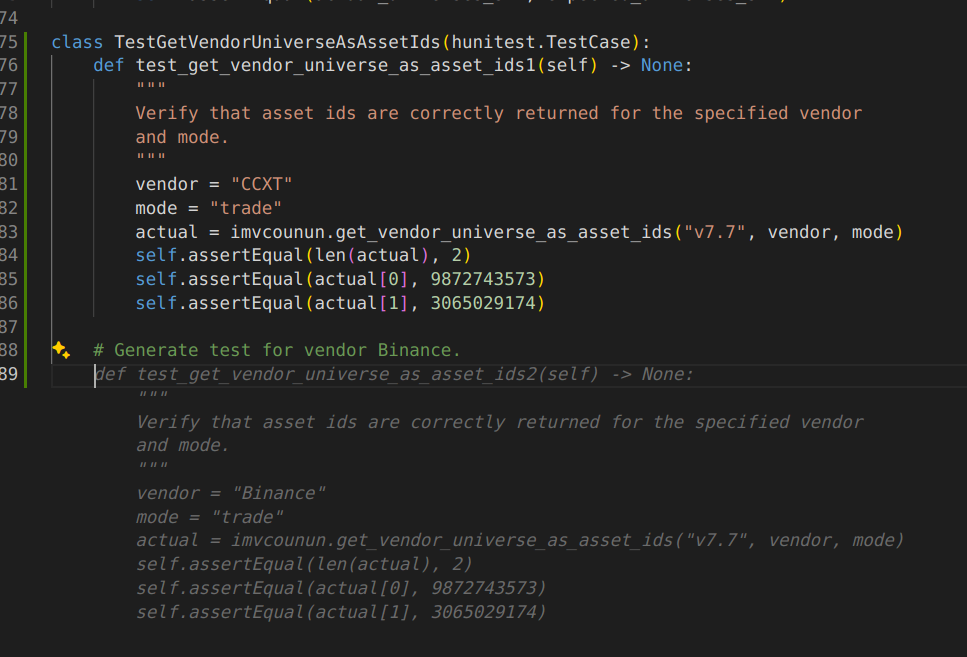 74
75 class TestGetVendorUniverseAsAssetIds(hunitest.TestCase):
76 def test_get_vendor_universe_as_asset_ids1(self) -> None:
77 """
78 Verify that asset ids are correctly returned for the specified vendor
79 and mode.
80 """
81 vendor = "CCXT"
82 mode = "trade"
83 actual = imvcounun.get_vendor_universe_as_asset_ids("v7.7", vendor, mode)
84 self.assertEqual(len(actual), 2)
85 self.assertEqual(actual[0], 9872743573)
86 self.assertEqual(actual[1], 3065029174)
87
88 # Generate test for vendor Binance.
89 def test_get_vendor_universe_as_asset_ids2(self) -> None:
"""
Verify that asset ids are correctly returned for the specified vendor
and mode.
"""
vendor = "Binance"
mode = "trade"
actual = imvcounun.get_vendor_universe_as_asset_ids("v7.7", vendor, mode)
self.assertEqual(len(actual), 2)
self.assertEqual(actual[0], 9872743573)
self.assertEqual(actual[1], 3065029174)